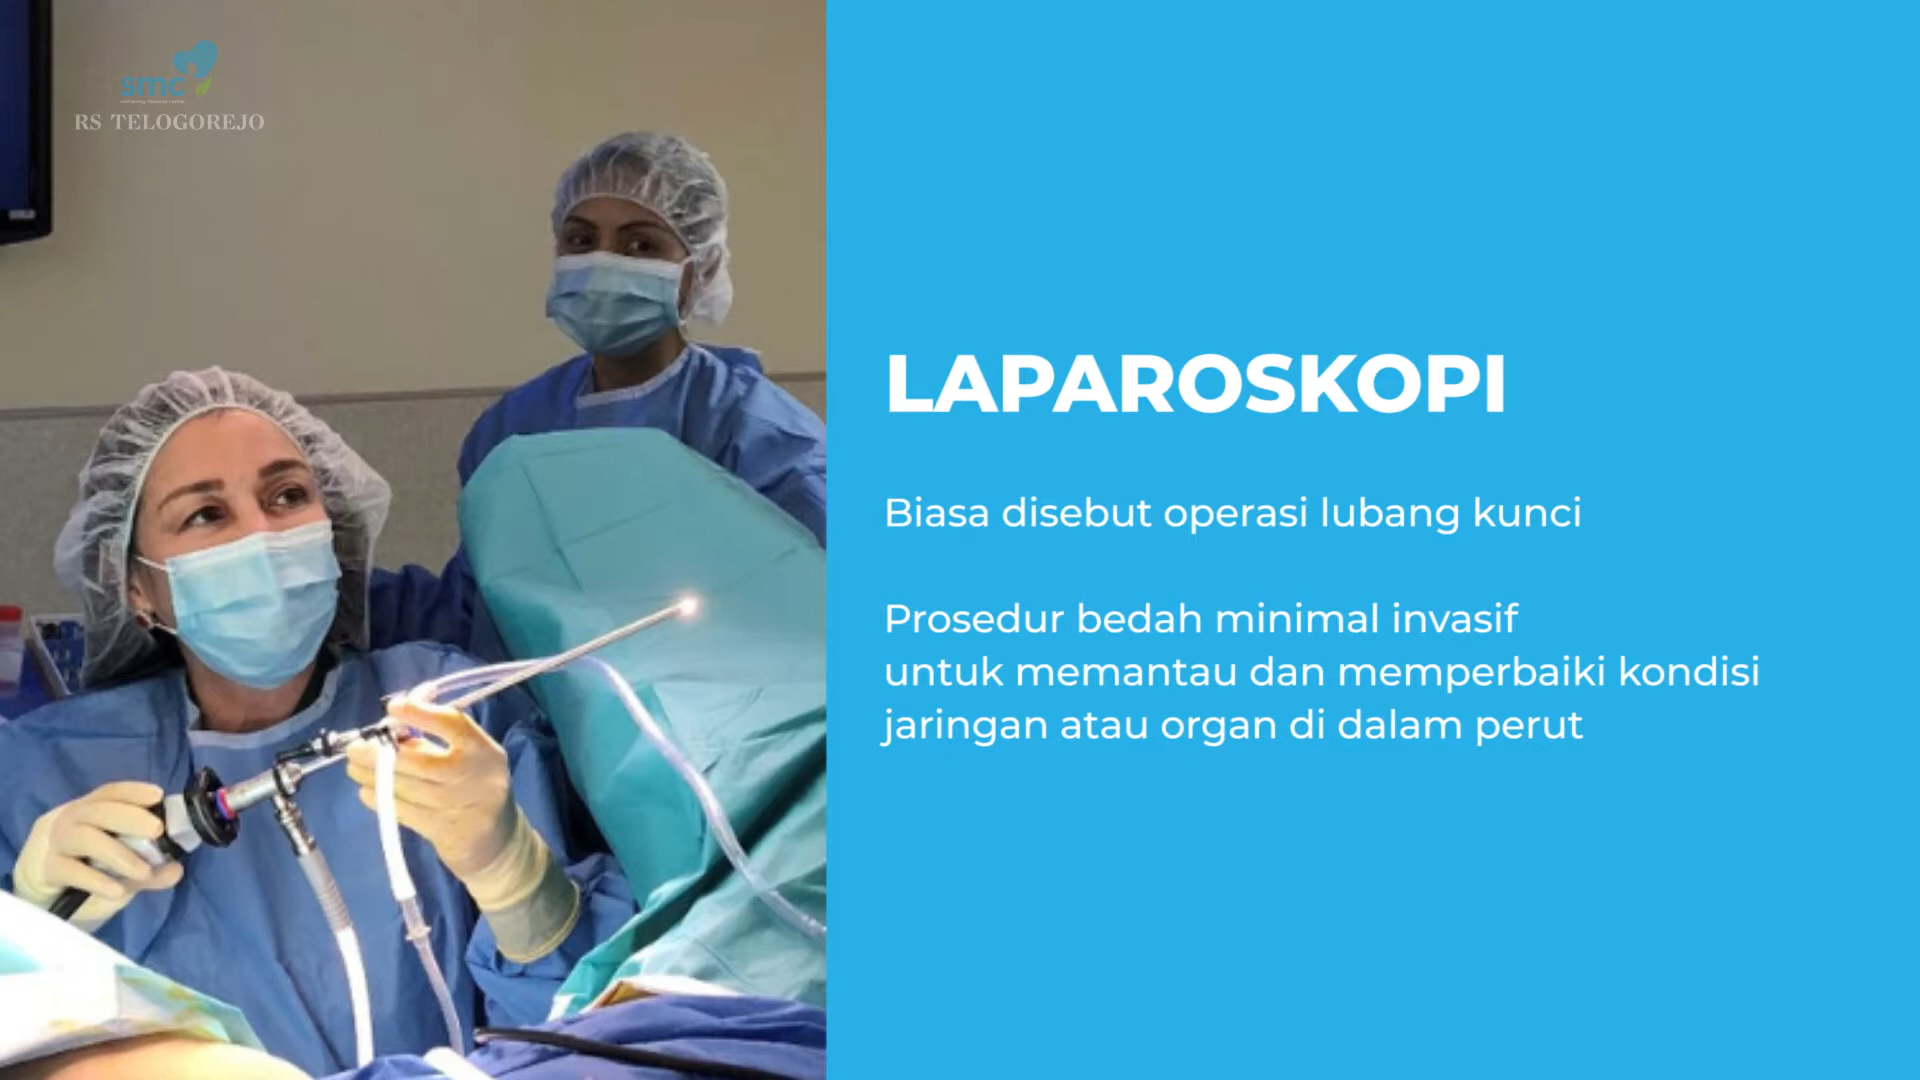 smc
RS TELOGOREJO
LAPAROSKOPI
Biasa disebut operasi lubang kunci
Prosedur bedah minimal invasif
untuk memantau dan memperbaiki kondisi
jaringan atau organ di dalam perut